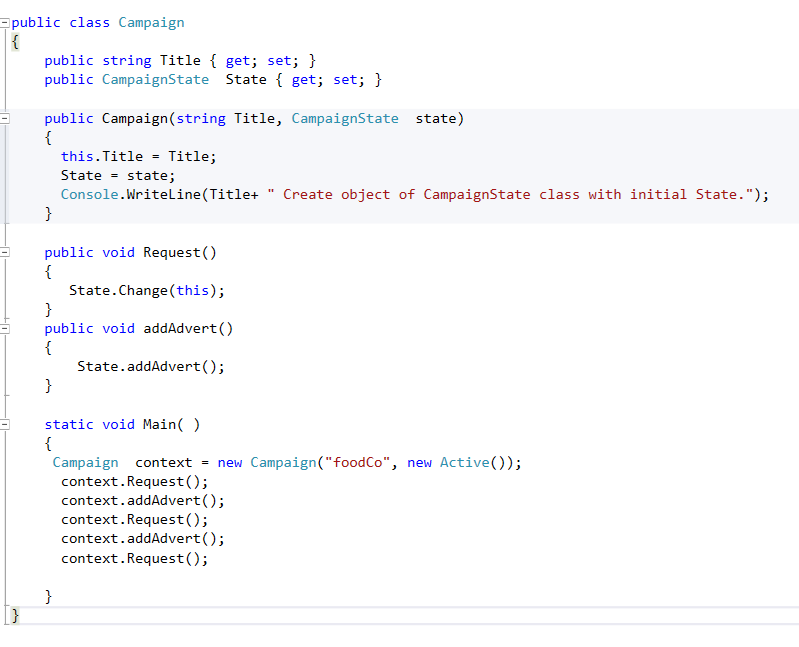 public class Campaign
{
public string Title { get; set; }
public CampaignState  State { get; set; }
public Campaign(string Title, CampaignState  state)
{
this.Title = Title;
State = state;
Console.WriteLine(Title+ " Create object of CampaignState class with initial State.");
}
public void Request()
{
State.Change(this);
}
public void addAdvert()
{
State.addAdvert();
}
static void Main( )
{
Campaign  context = new Campaign("foodCo", new Active());
context.Request();
context.addAdvert();
context.Request();
context.addAdvert();
context.Request();
}
}